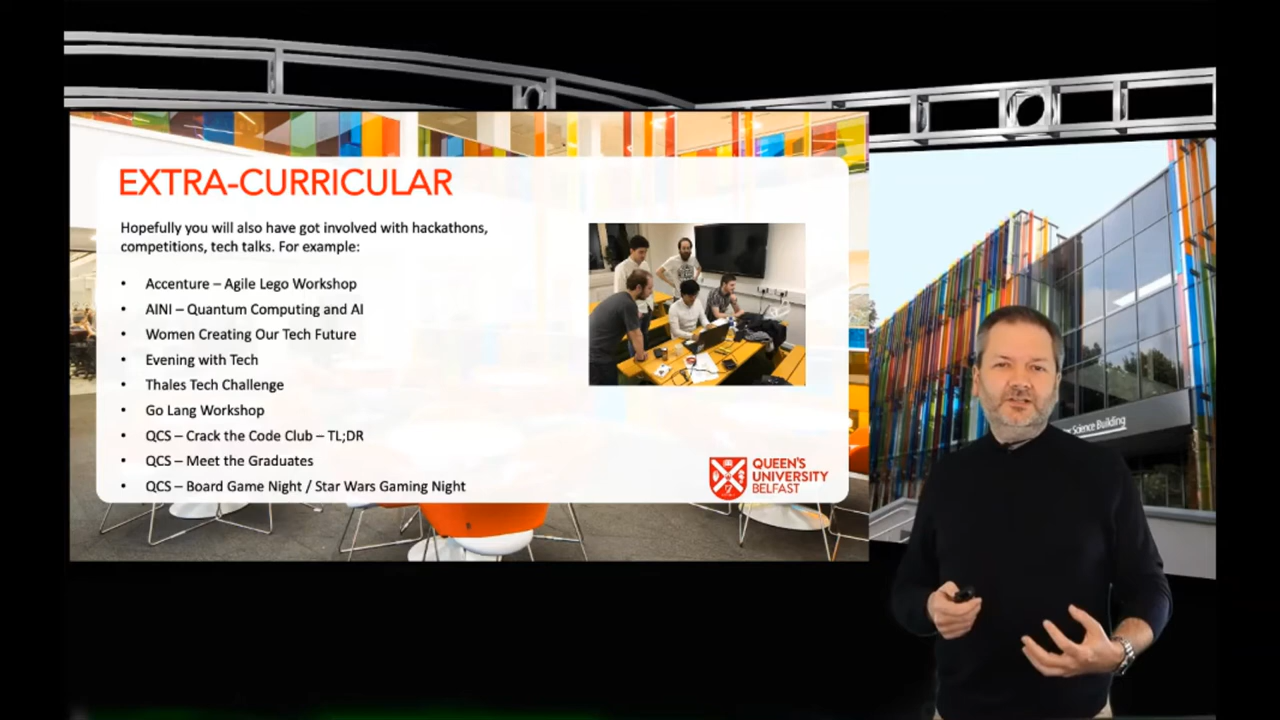 EXTRA-CURRICULAR
Hopefully you will also have got involved with hackathons,
competitions, tech talks. For example:
• Accenture – Agile Lego Workshop
• AINI – Quantum Computing and AI
• Women Creating Our Tech Future
• Evening with Tech
• Thales Tech Challenge
• Go Lang Workshop
• QCS – Crack the Code Club – TL;DR
• QCS – Meet the Graduates
• QCS – Board Game Night / Star Wars Gaming Night
QUEEN'S
UNIVERSITY
BELFAST
Science Building